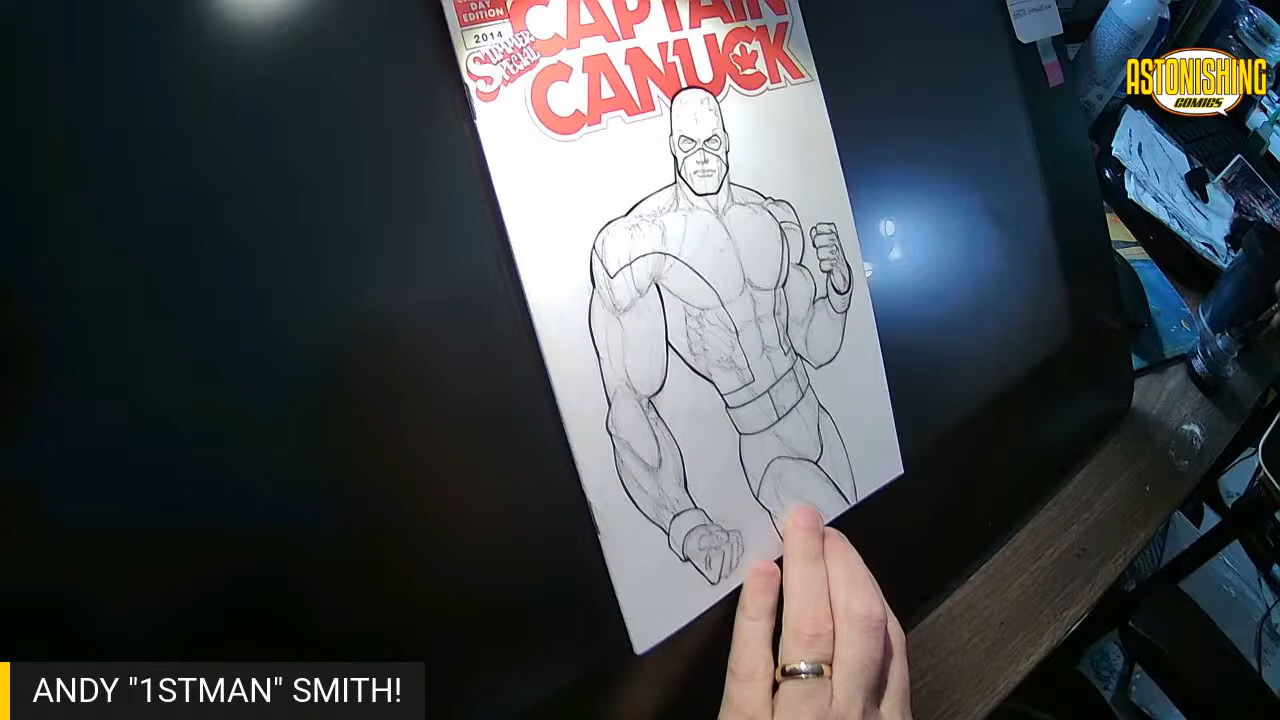 DAY
EDITION
2014
SUMMER
SPECIAL
CAPTAIN
CANUCK
ASTONISHING
COMICS
ANDY "1STMAN" SMITH!